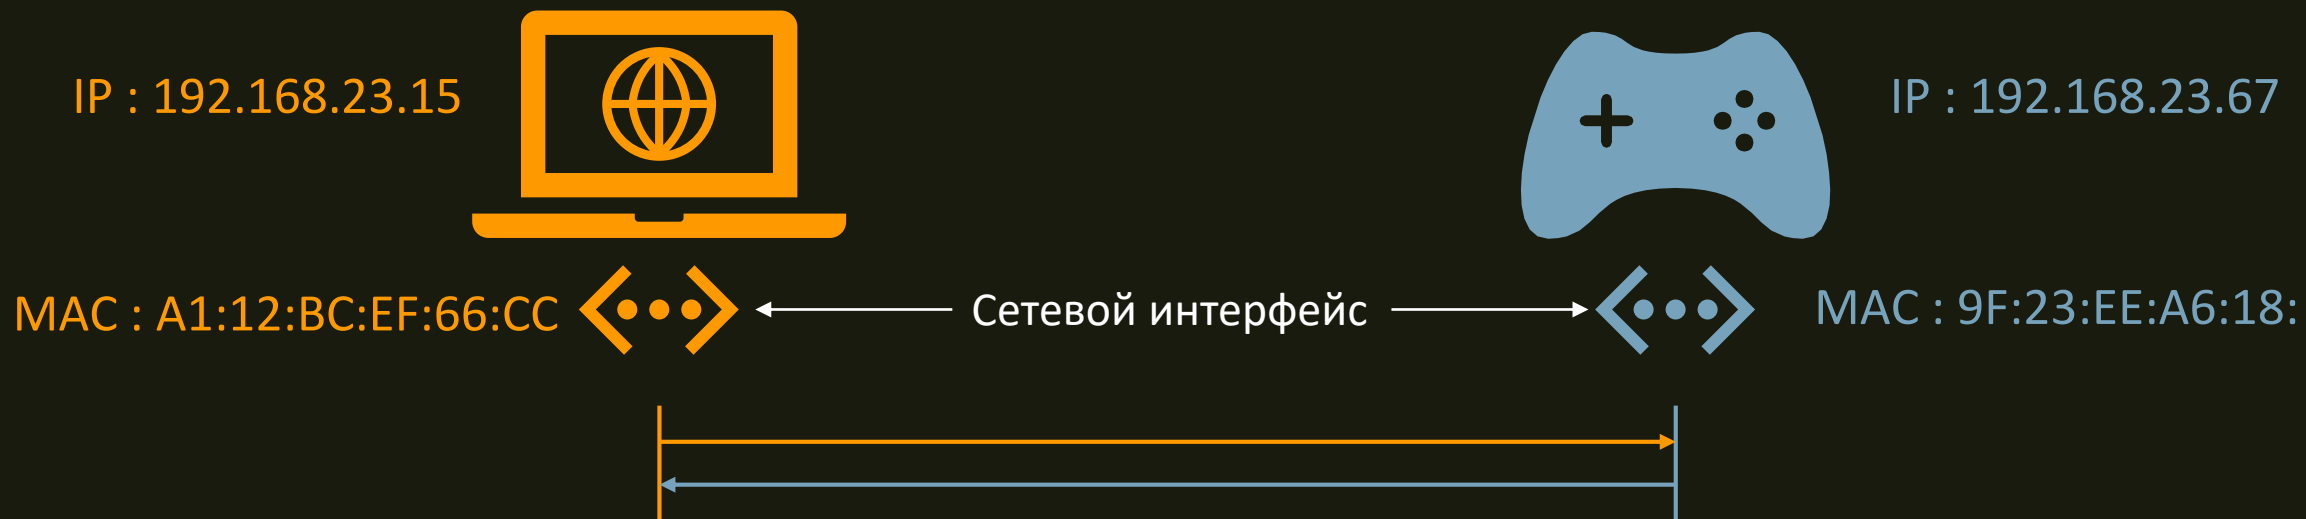 IP : 192.168.23.15
IP : 192.168.23.67
MAC : A1:12:BC:EF:66:CC
Сетевой интерфейс
MAC : 9F:23:EE:A6:18: